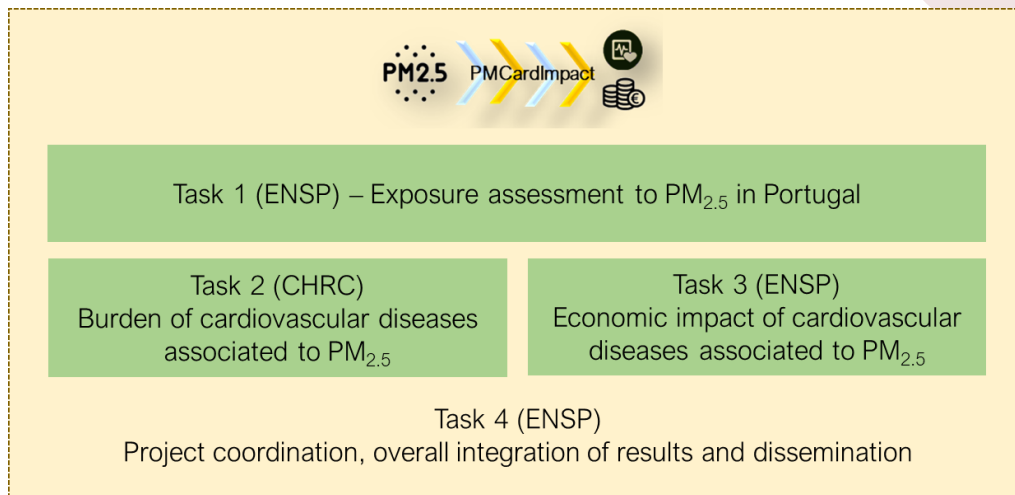 PM2.5 PMCardImpact
€
Task 1 (ENSP) – Exposure assessment to PM₂.₅ in Portugal
Task 2 (CHRC)
Burden of cardiovascular diseases
associated to PM₂.₅
Task 3 (ENSP)
Economic impact of cardiovascular
diseases associated to PM₂.₅
Task 4 (ENSP)
Project coordination, overall integration of results and dissemination